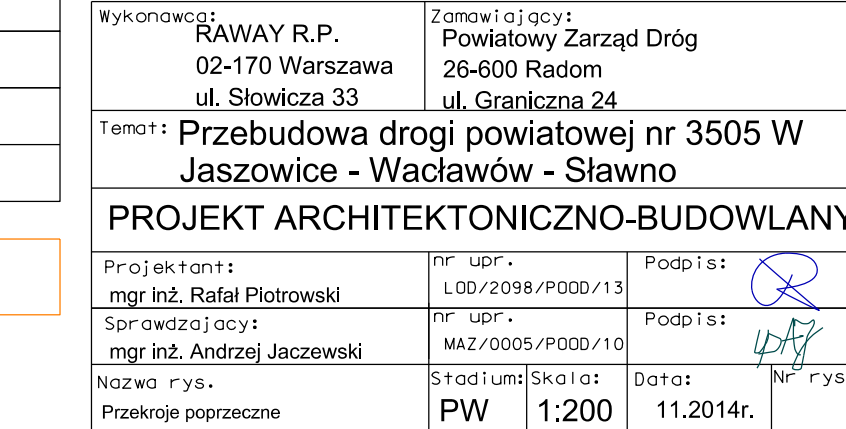 Wykonawca:
RAWAY R.P.
02-170 Warszawa
ul. Słowicza 33
Zamawiający:
Powiatowy Zarząd Dróg
26-600 Radom
ul. Graniczna 24
Temat: Przebudowa drogi powiatowej nr 3505 W
Jaszowice - Wacławów - Sławno
PROJEKT ARCHITEKTONICZNO-BUDOWLANY
Projektant:
mgr inż. Rafał Piotrowski
nr upr.
LOD/2098/POOD/13
Podpis:
Sprawdzajacy:
mgr inż. Andrzej Jaczewski
nr upr.
MAZ/0005/POOD/10
Podpis:
Nazwa rys.
Przekroje poprzeczne
Stadium:
PW
Skala:
1:200
Data:
11.2014r.
Nr rys